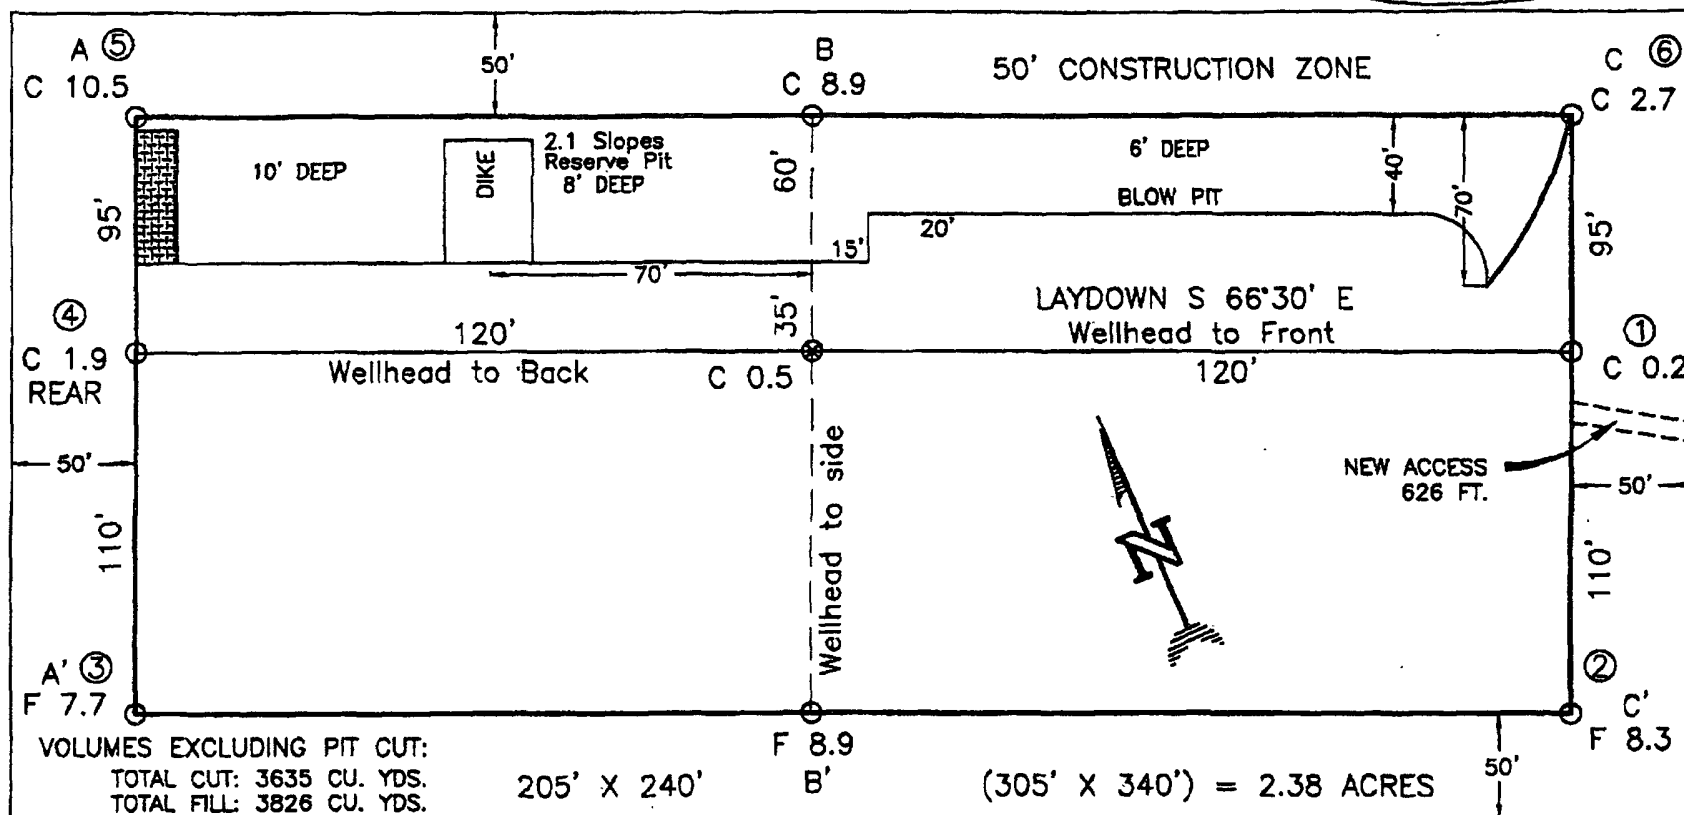 A ⑤
C 10.5
50'
B
C 8.9
50' CONSTRUCTION ZONE
C ⑥
C 2.7
10' DEEP
DIKE
2.1 Slopes
Reserve Pit
8' DEEP
60'
6' DEEP
BLOW PIT
40'
70'
95'
95'
15'
20'
70'
35'
④
C 1.9
REAR
120'
Wellhead to Back
C 0.5
LAYDOWN S 66°30' E
Wellhead to Front
120'
①
C 0.2
50'
110'
Wellhead to side
N
NEW ACCESS
626 FT.
50'
110'
A' ③
F 7.7
②
C'
F 8.3
F 8.9
B'
VOLUMES EXCLUDING PIT CUT:
TOTAL CUT: 3635 CU. YDS.
TOTAL FILL: 3826 CU. YDS.
205' X 240'
(305' X 340') = 2.38 ACRES
50'